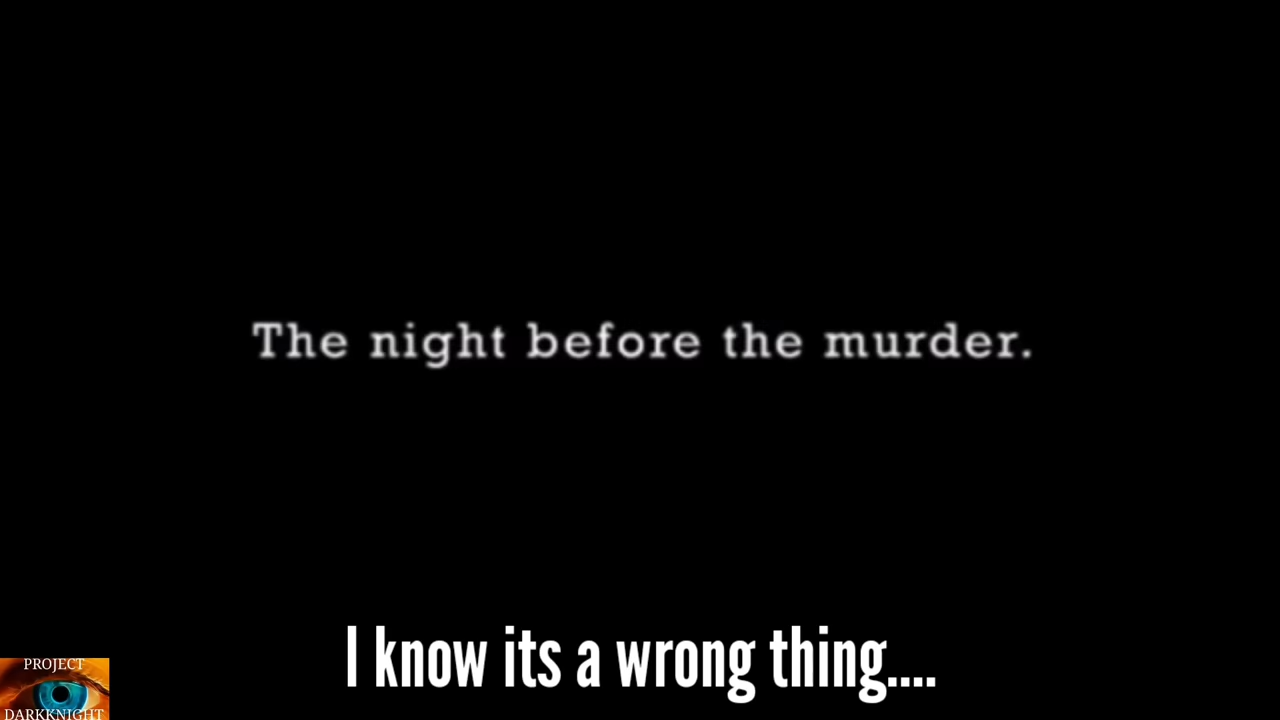 The night before the murder.
I know its a wrong thing....
PROJECT
DARKKNIGHT